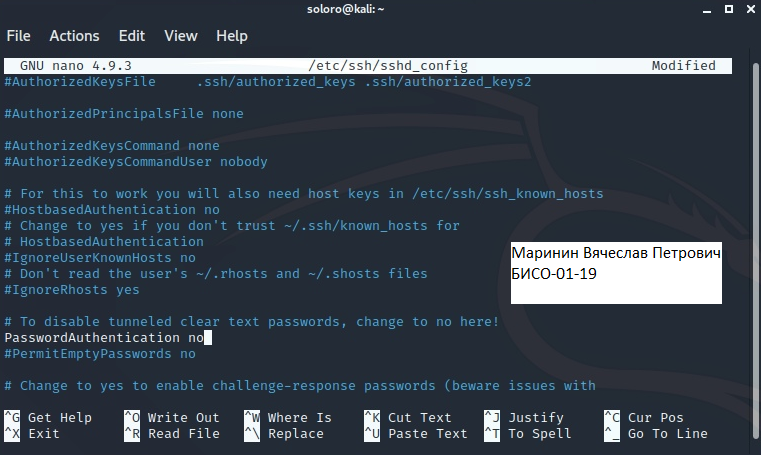 soloro@kali: ~
File Actions Edit View Help
GNU nano 4.9.3 /etc/ssh/sshd_config Modified
#AuthorizedKeysFile .ssh/authorized_keys .ssh/authorized_keys2
#AuthorizedPrincipalsFile none
#AuthorizedKeysCommand none
#AuthorizedKeysCommandUser nobody
# For this to work you will also need host keys in /etc/ssh/ssh_known_hosts
#HostbasedAuthentication no
# Change to yes if you don't trust ~/.ssh/known_hosts for
# HostbasedAuthentication
#IgnoreUserKnownHosts no
# Don't read the user's ~/.rhosts and ~/.shosts files
#IgnoreRhosts yes
Маринин Вячеслав Петрович
БИСО-01-19
# To disable tunneled clear text passwords, change to no here!
PasswordAuthentication no
#PermitEmptyPasswords no
# Change to yes to enable challenge-response passwords (beware issues with
^G Get Help ^O Write Out ^W Where Is ^K Cut Text ^J Justify ^C Cur Pos
^X Exit ^R Read File ^\ Replace ^U Paste Text ^T To Spell ^_ Go To Line